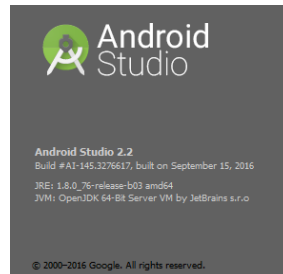 Android
Studio
Android Studio 2.2
Build #AI-145.3276617, built on September 15, 2016
JRE: 1.8.0_76-release-b03 amd64
JVM: OpenJDK 64-Bit Server VM by JetBrains s.r.o
© 2000–2016 Google. All rights reserved.